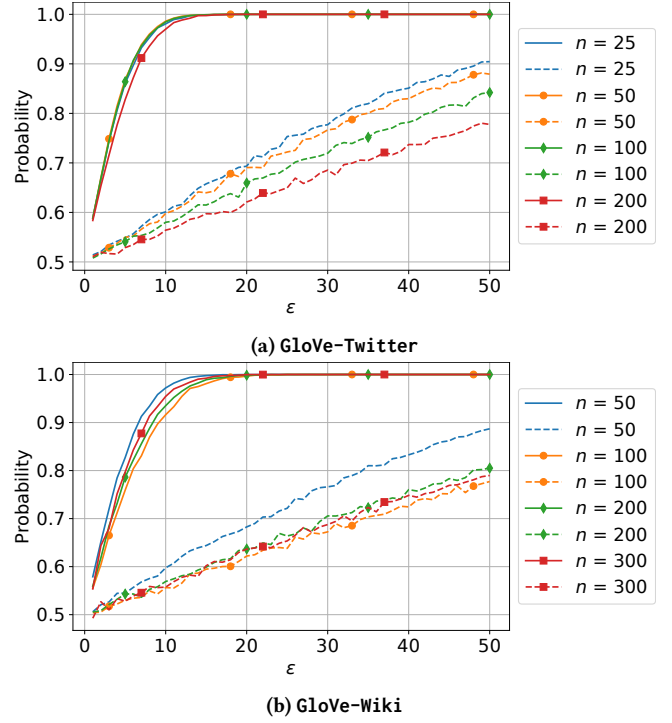 1.0
0.9
0.8
0.7
0.6
0.5
Probability
0 10 20 30 40 50
ε
n = 25
n = 25
n = 50
n = 50
n = 100
n = 100
n = 200
n = 200
(a) GloVe-Twitter
1.0
0.9
0.8
0.7
0.6
0.5
Probability
0 10 20 30 40 50
ε
n = 50
n = 50
n = 100
n = 100
n = 200
n = 200
n = 300
n = 300
(b) GloVe-Wiki